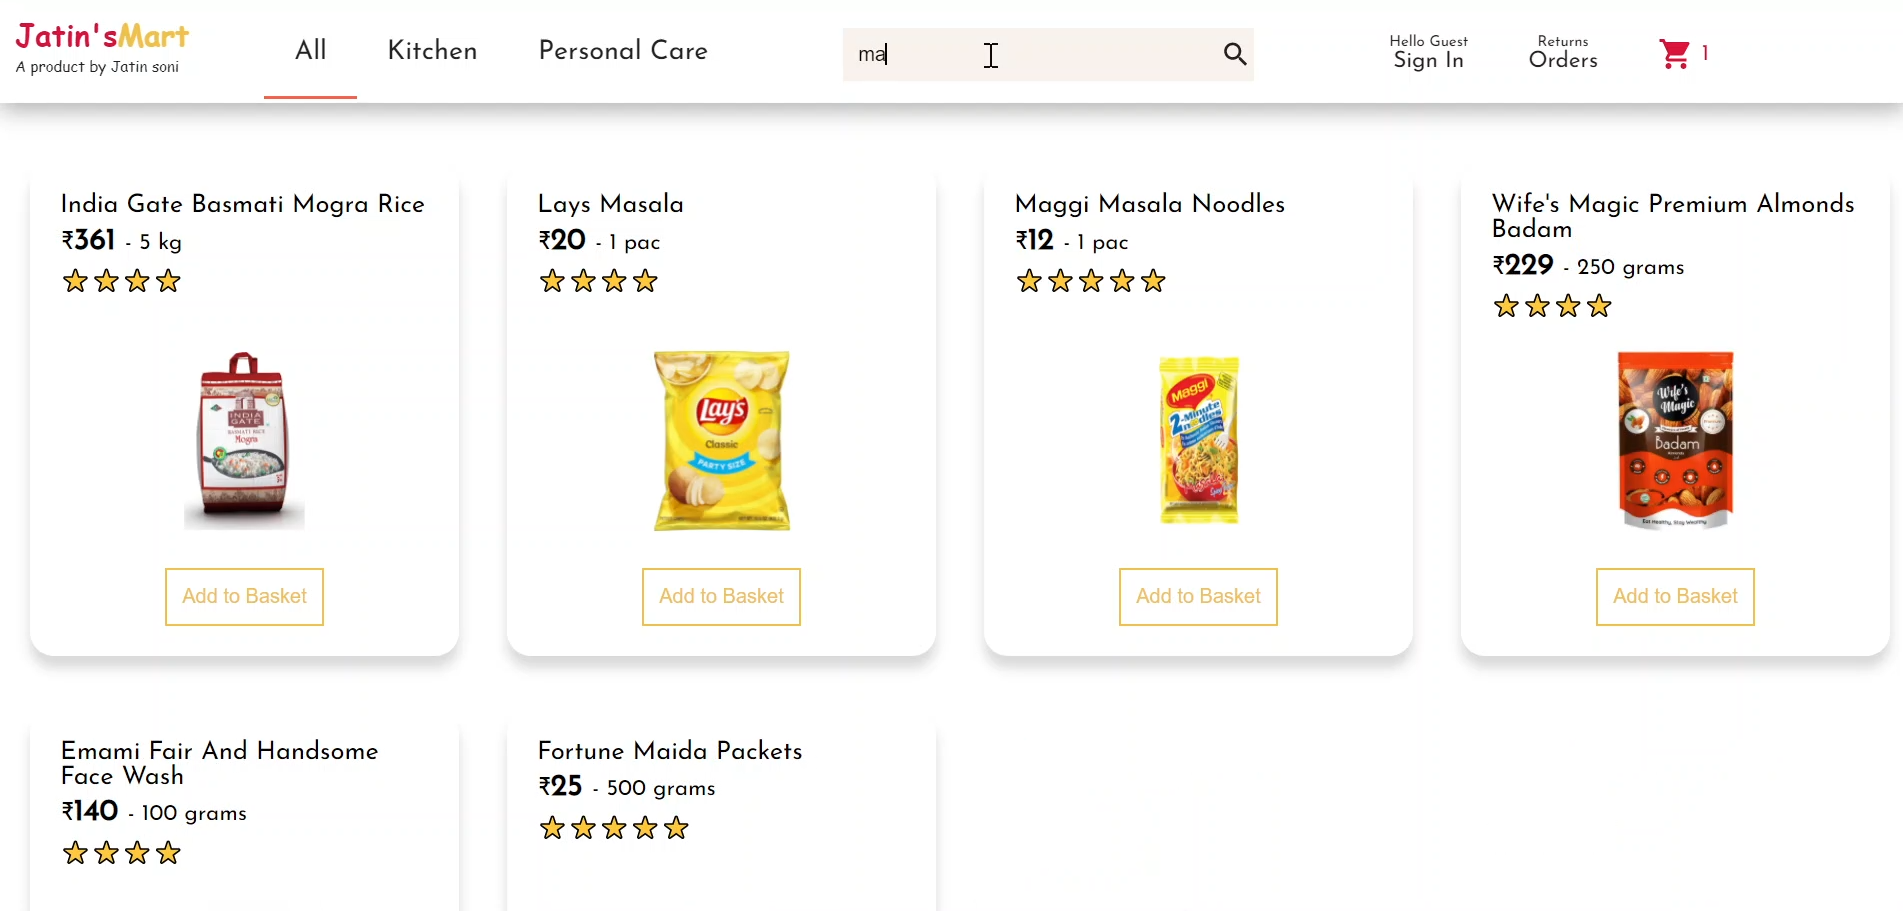 Jatin'sMart
A product by Jatin soni
All
Kitchen
Personal Care
ma
Hello Guest
Sign In
Returns
Orders
1
India Gate Basmati Mogra Rice
₹361 - 5 kg
INDIA
GATE
BASMATI RICE
Mogra
Add to Basket
Lays Masala
₹20 - 1 pac
Lay's
Classic
PARTY SIZE
Add to Basket
Maggi Masala Noodles
₹12 - 1 pac
Maggi
2-Minute
Noodles
Add to Basket
Wife's Magic Premium Almonds
Badam
₹229 - 250 grams
Wife's
Magic
Badam
Eat Healthy, Stay Wealthy
Add to Basket
Emami Fair And Handsome
Face Wash
₹140 - 100 grams
Fortune Maida Packets
₹25 - 500 grams